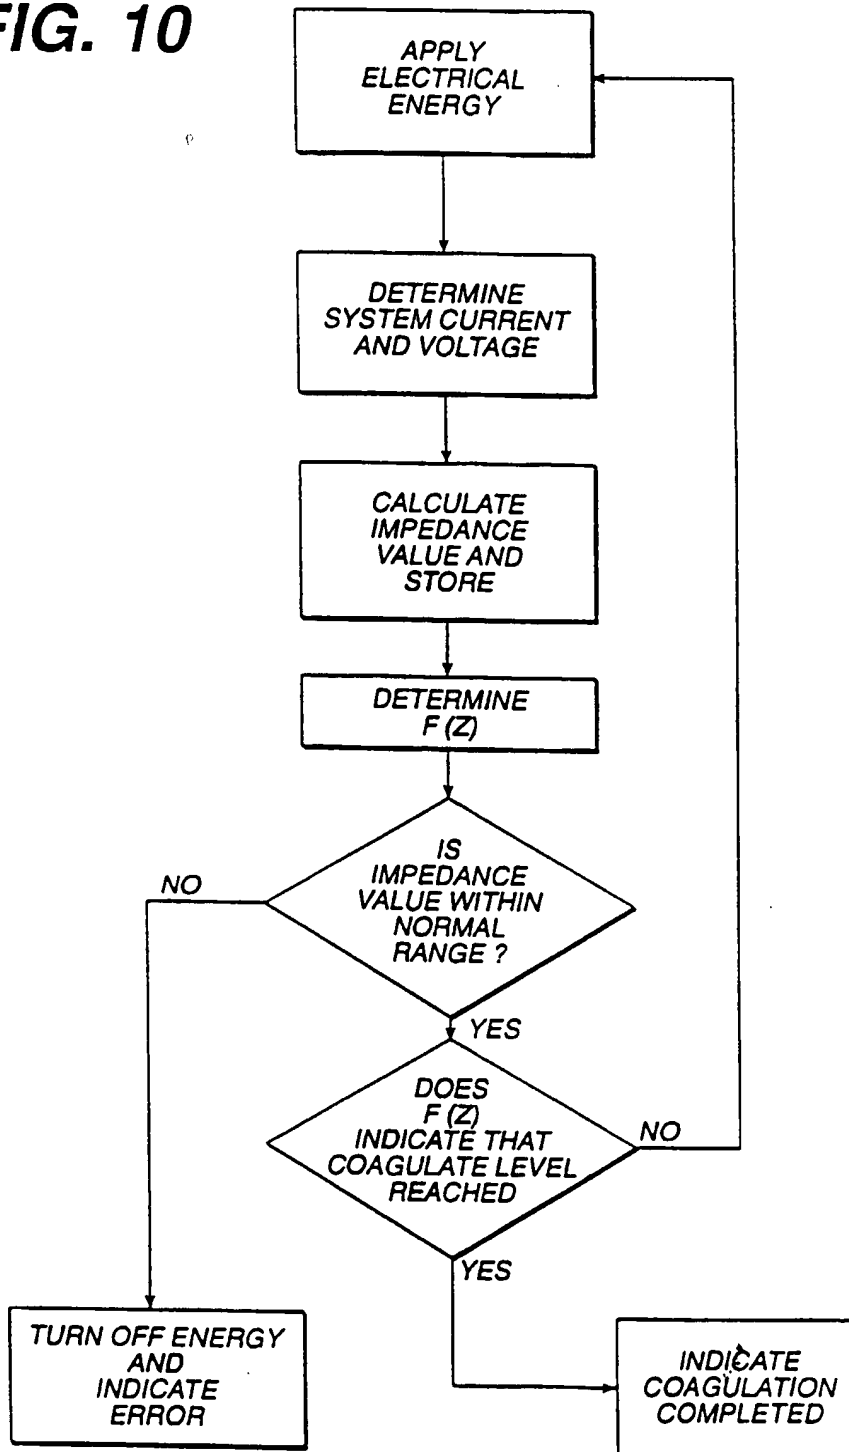 FIG. 10
APPLY
ELECTRICAL
ENERGY
DETERMINE
SYSTEM CURRENT
AND VOLTAGE
CALCULATE
IMPEDANCE
VALUE AND
STORE
DETERMINE
F (Z)
IS
IMPEDANCE
VALUE WITHIN
NORMAL
RANGE ?
NO
YES
DOES
F (Z)
INDICATE THAT
COAGULATE LEVEL
REACHED
NO
YES
TURN OFF ENERGY
AND
INDICATE
ERROR
INDICATE
COAGULATION
COMPLETED